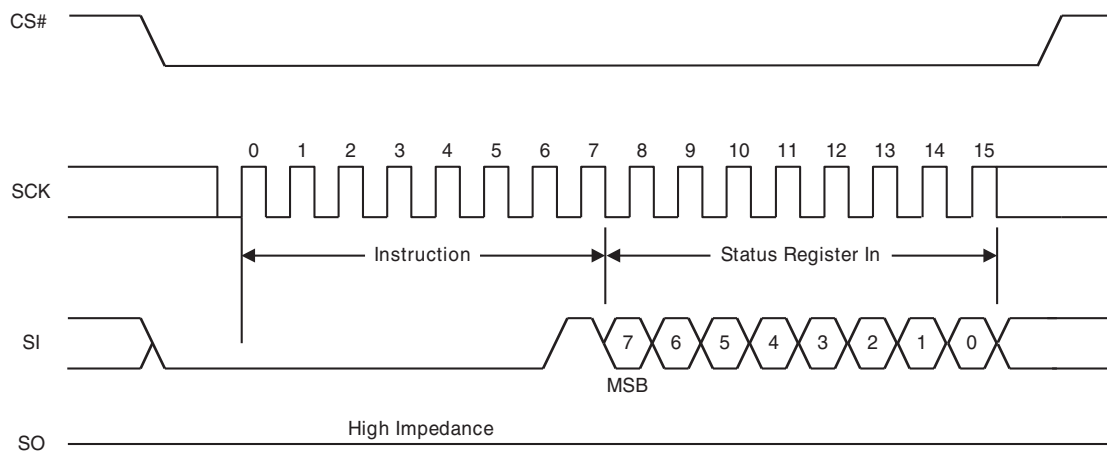 CS#
0 1 2 3 4 5 6 7 8 9 10 11 12 13 14 15
SCK
Instruction Status Register In
SI 7 6 5 4 3 2 1 0
MSB
High Impedance
SO